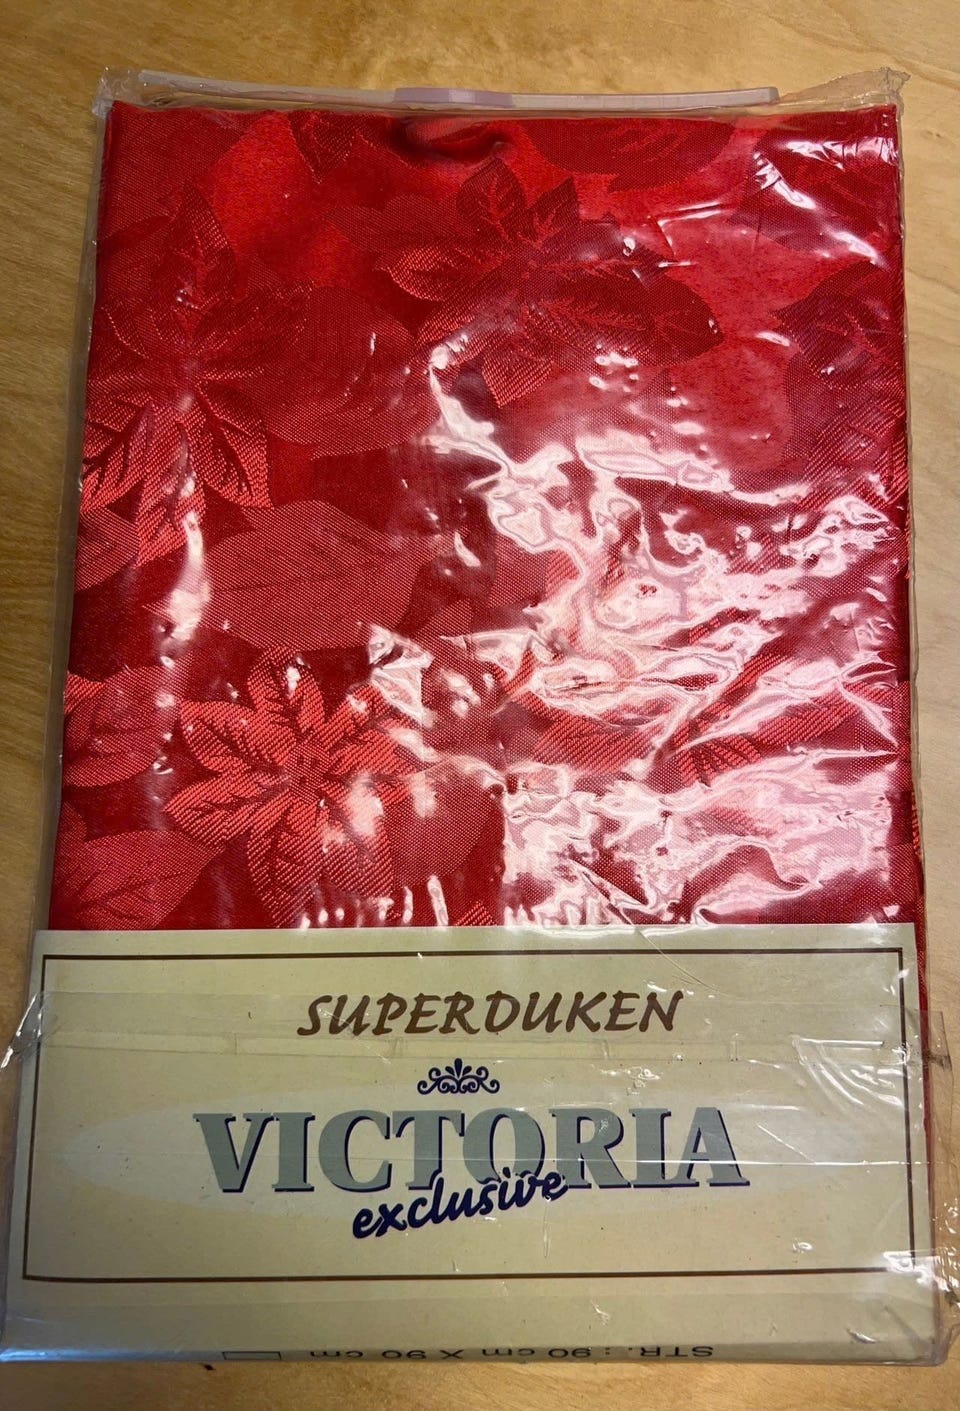 SUPERDUKEN
VICTORIA
exclusive
STR.: 90 cm X 90 cm